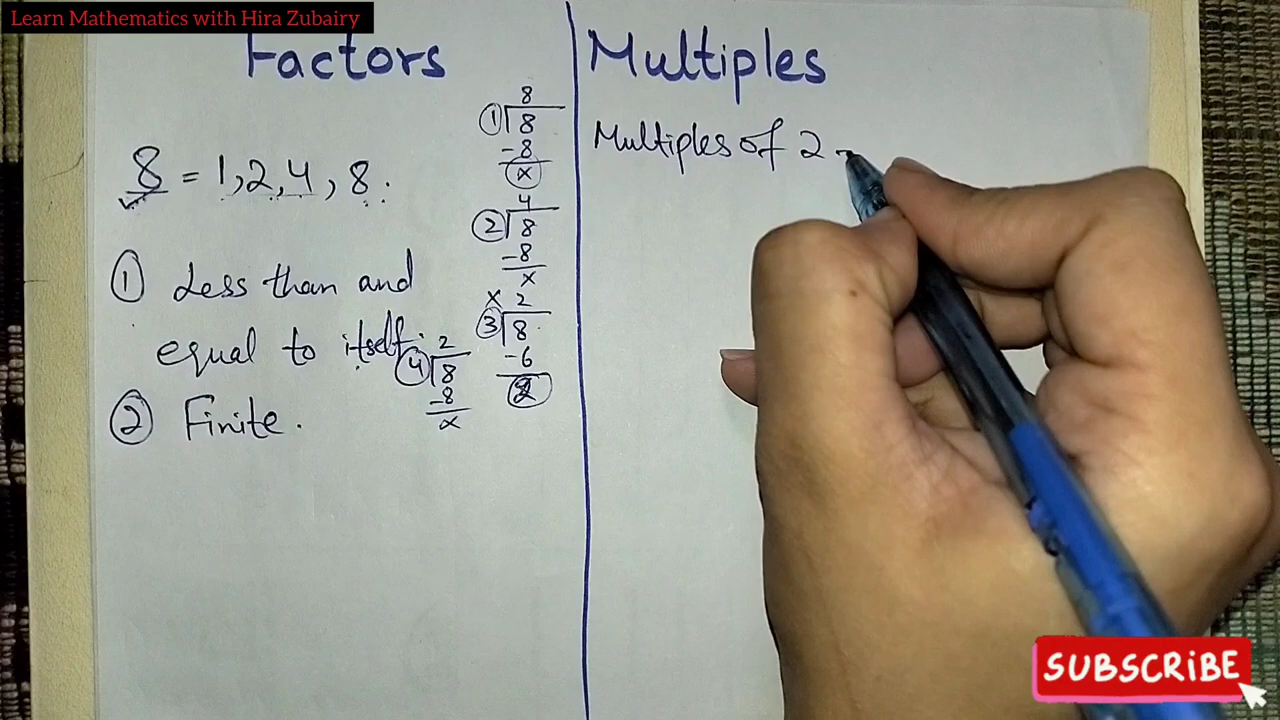 Learn Mathematics with Hira Zubairy
Factors
8 = 1, 2, 4, 8.
① Less than and
equal to itself.
② Finite.
8
① 8
-8
x
4
② 8
-8
x
x 2
③ 8
-6
2
2
④ 8
-8
x
Multiples
Multiples of 2 -
SUBSCRiBE